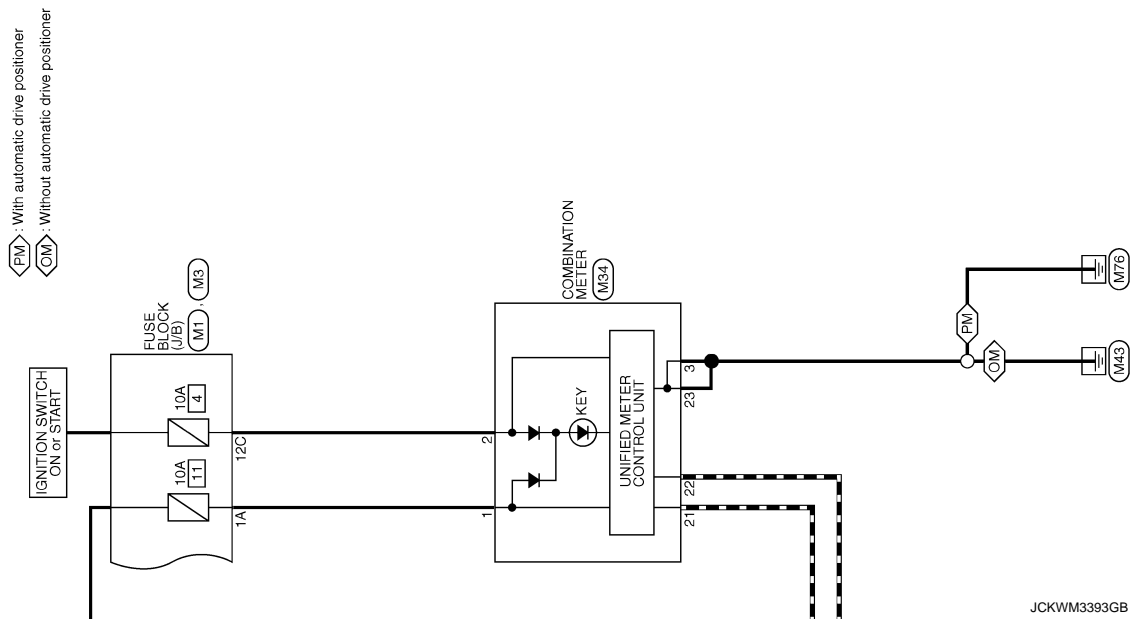 PM : With automatic drive positioner
OM : Without automatic drive positioner
IGNITION SWITCH
ON or START
FUSE
BLOCK
(J/B)
M1 , M3
10A
4
10A
11
12C
1A
COMBINATION
METER
M34
2
1
KEY
UNIFIED METER
CONTROL UNIT
3
23
22
21
PM
OM
M76
M43
JCKWM3393GB